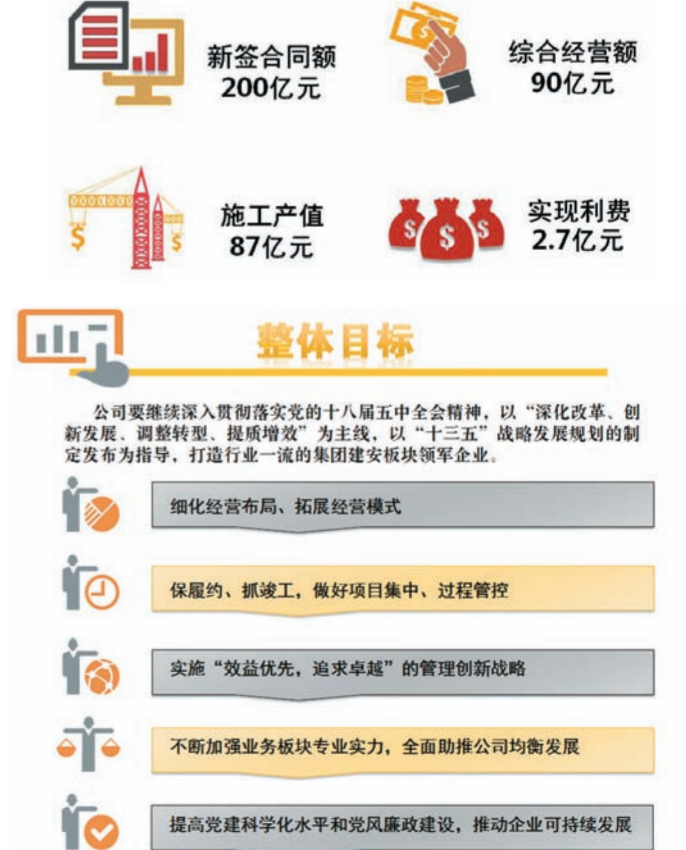 新签合同额
200亿元
综合经营额
90亿元
施工产值
87亿元
实现利费
2.7亿元
整体目标
公司要继续深入贯彻落实党的十八届五中全会精神，以“深化改革、创
新发展、调整转型、提质增效”为主线，以“十三五”战略发展规划的制
定发布为指导，打造行业一流的集团建安板块领军企业。
细化经营布局、拓展经营模式
保履约、抓竣工，做好项目集中、过程管控
实施“效益优先，追求卓越”的管理创新战略
不断加强业务板块专业实力，全面助推公司均衡发展
提高党建科学化水平和党风廉政建设，推动企业可持续发展